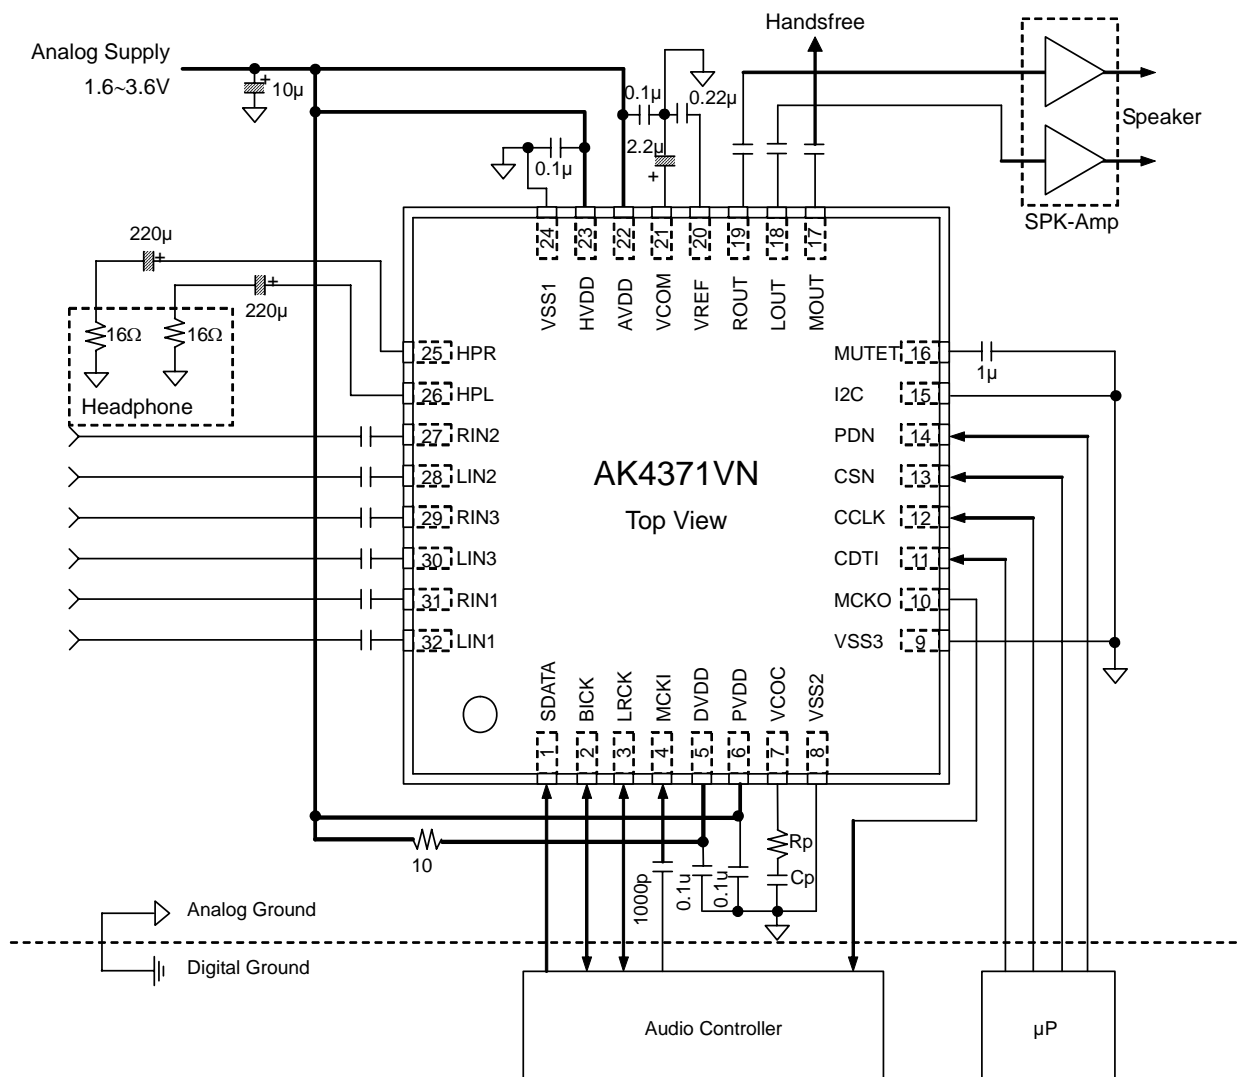 Handsfree
Analog Supply
1.6~3.6V
+
10µ
0.1µ
0.22µ
2.2µ
+
0.1µ
Speaker
SPK-Amp
220µ
+
+
220µ
16Ω
16Ω
Headphone
24
23
22
21
20
19
18
17
VSS1
HVDD
AVDD
VCOM
VREF
ROUT
LOUT
MOUT
25 HPR
26 HPL
27 RIN2
28 LIN2
29 RIN3
30 LIN3
31 RIN1
32 LIN1
AK4371VN
Top View
MUTET 16
1µ
I2C 15
PDN 14
CSN 13
CCLK 12
CDTI 11
MCKO 10
VSS3 9
SDATA
BICK
LRCK
MCKI
DVDD
PVDD
VCOC
VSS2
1
2
3
4
5
6
7
8
10
1000p
0.1u
0.1u
Rp
Cp
Analog Ground
Digital Ground
Audio Controller
µP